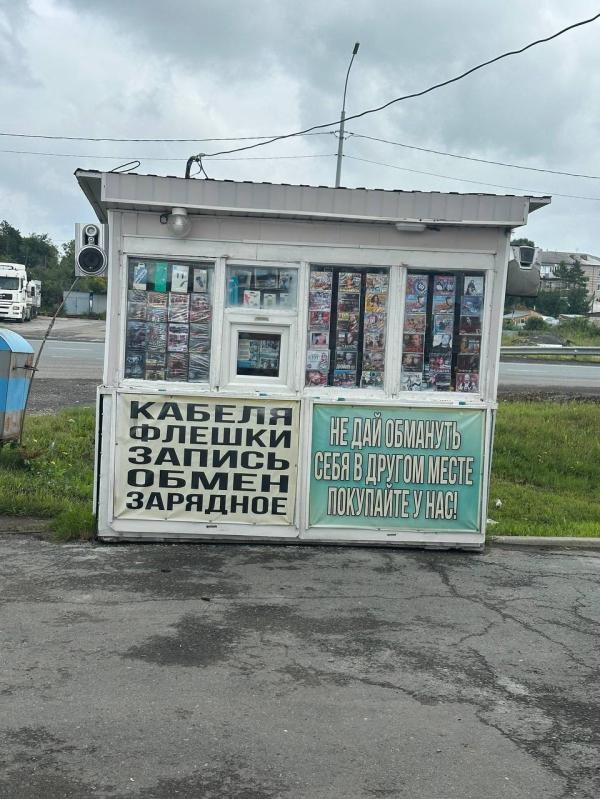 КАБЕЛЯ
ФЛЕШКИ
ЗАПИСЬ
ОБМЕН
ЗАРЯДНОЕ
НЕ ДАЙ ОБМАНУТЬ
СЕБЯ В ДРУГОМ МЕСТЕ
ПОКУПАЙТЕ У НАС!